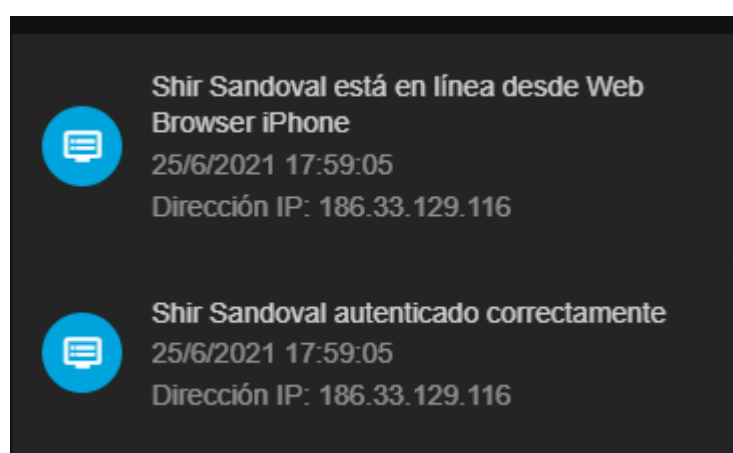 Shir Sandoval está en línea desde Web
Browser iPhone
25/6/2021 17:59:05
Dirección IP: 186.33.129.116
Shir Sandoval autenticado correctamente
25/6/2021 17:59:05
Dirección IP: 186.33.129.116